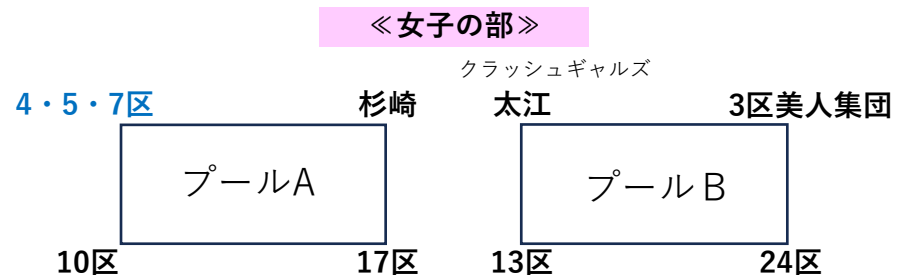 ≪女子の部≫
クラッシュギャルズ
4・5・7区 杉崎 太江 3区美人集団
プールA プールB
10区 17区 13区 24区